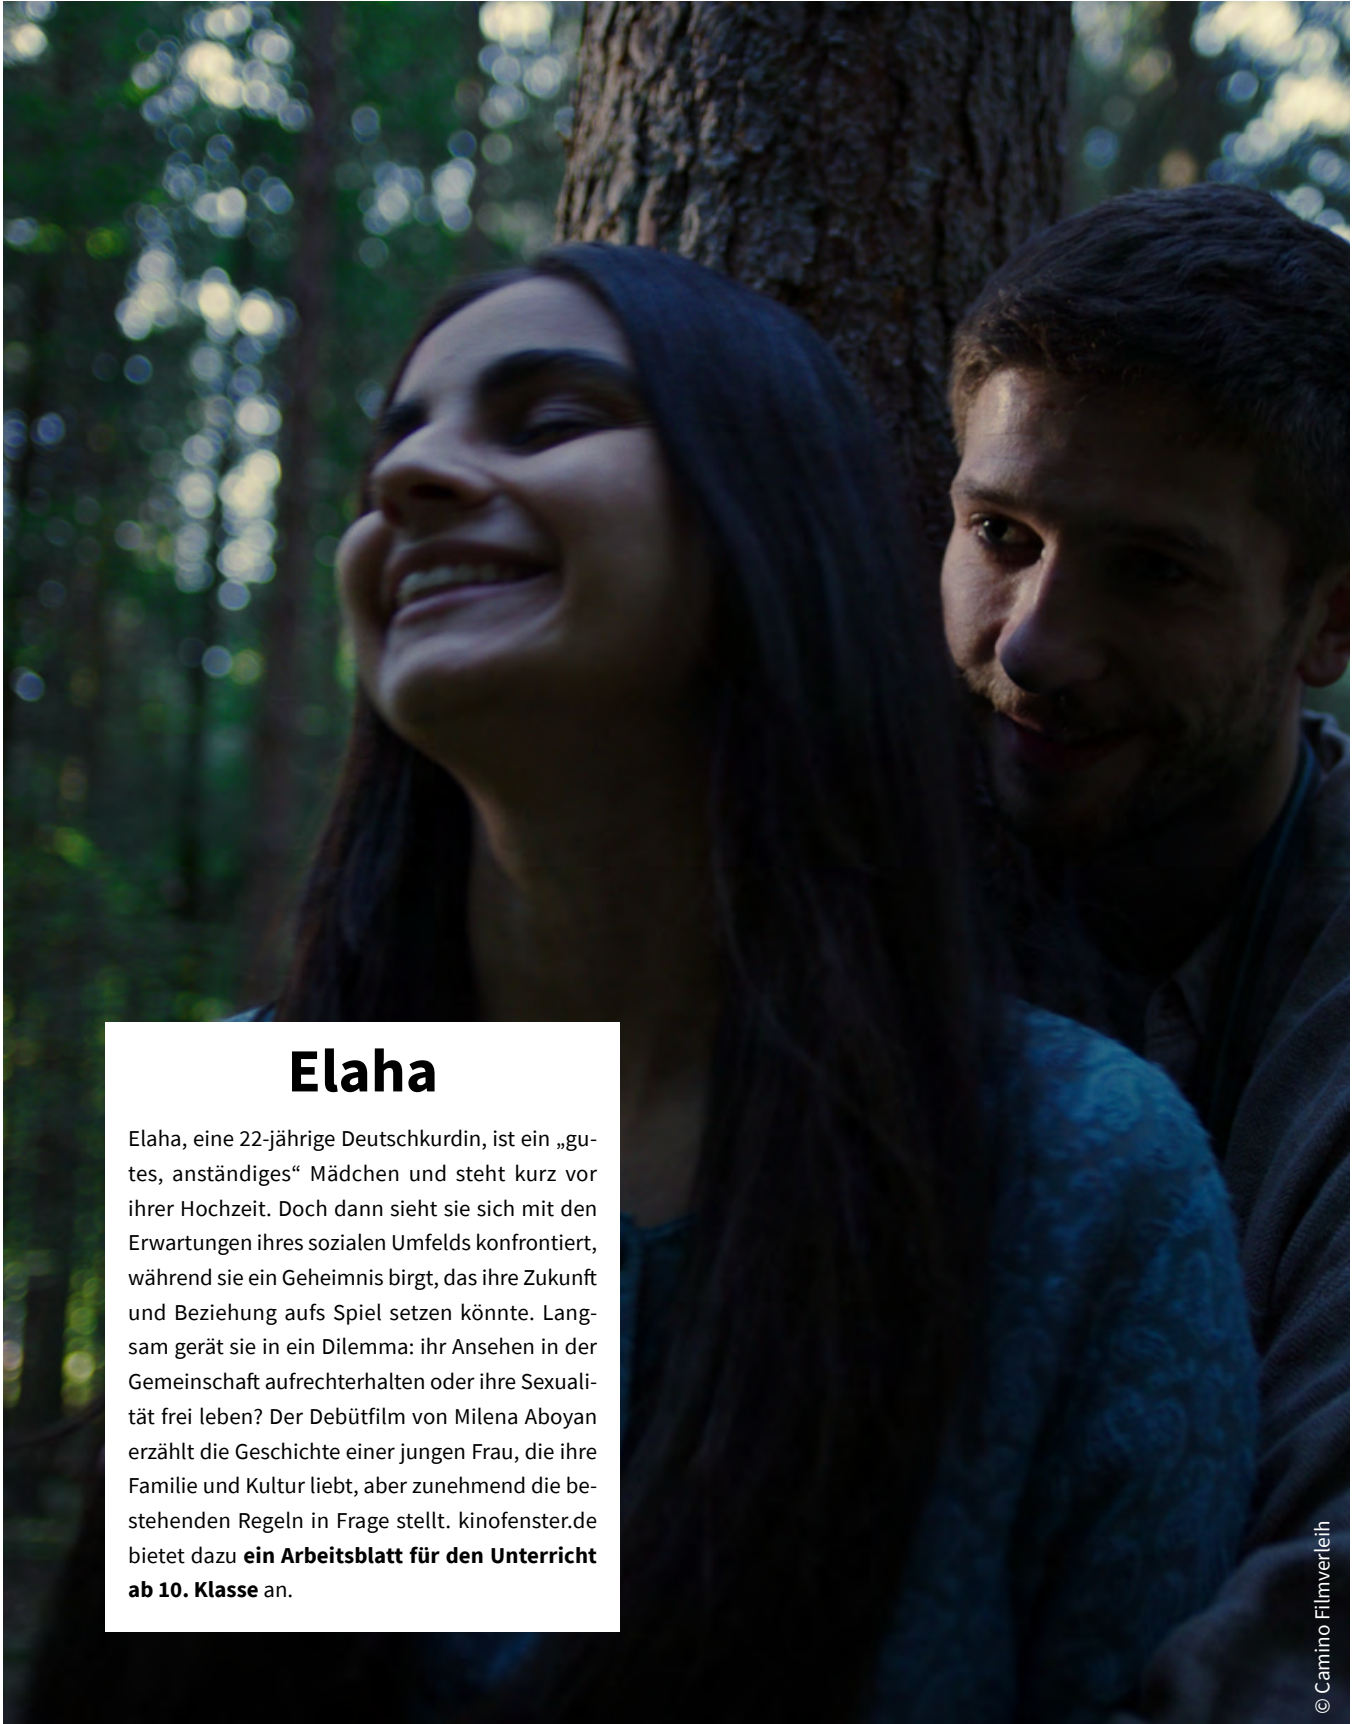 Elaha
Elaha, eine 22-jährige Deutschkurdin, ist ein „gu-
tes, anständiges“ Mädchen und steht kurz vor
ihrer Hochzeit. Doch dann sieht sie sich mit den
Erwartungen ihres sozialen Umfelds konfrontiert,
während sie ein Geheimnis birgt, das ihre Zukunft
und Beziehung aufs Spiel setzen könnte. Lang-
sam gerät sie in ein Dilemma: ihr Ansehen in der
Gemeinschaft aufrechterhalten oder ihre Sexuali-
tät frei leben? Der Debütfilm von Milena Aboyan
erzählt die Geschichte einer jungen Frau, die ihre
Familie und Kultur liebt, aber zunehmend die be-
stehenden Regeln in Frage stellt. kinofenster.de
bietet dazu ein Arbeitsblatt für den Unterricht
ab 10. Klasse an.
© Camino Filmverleih